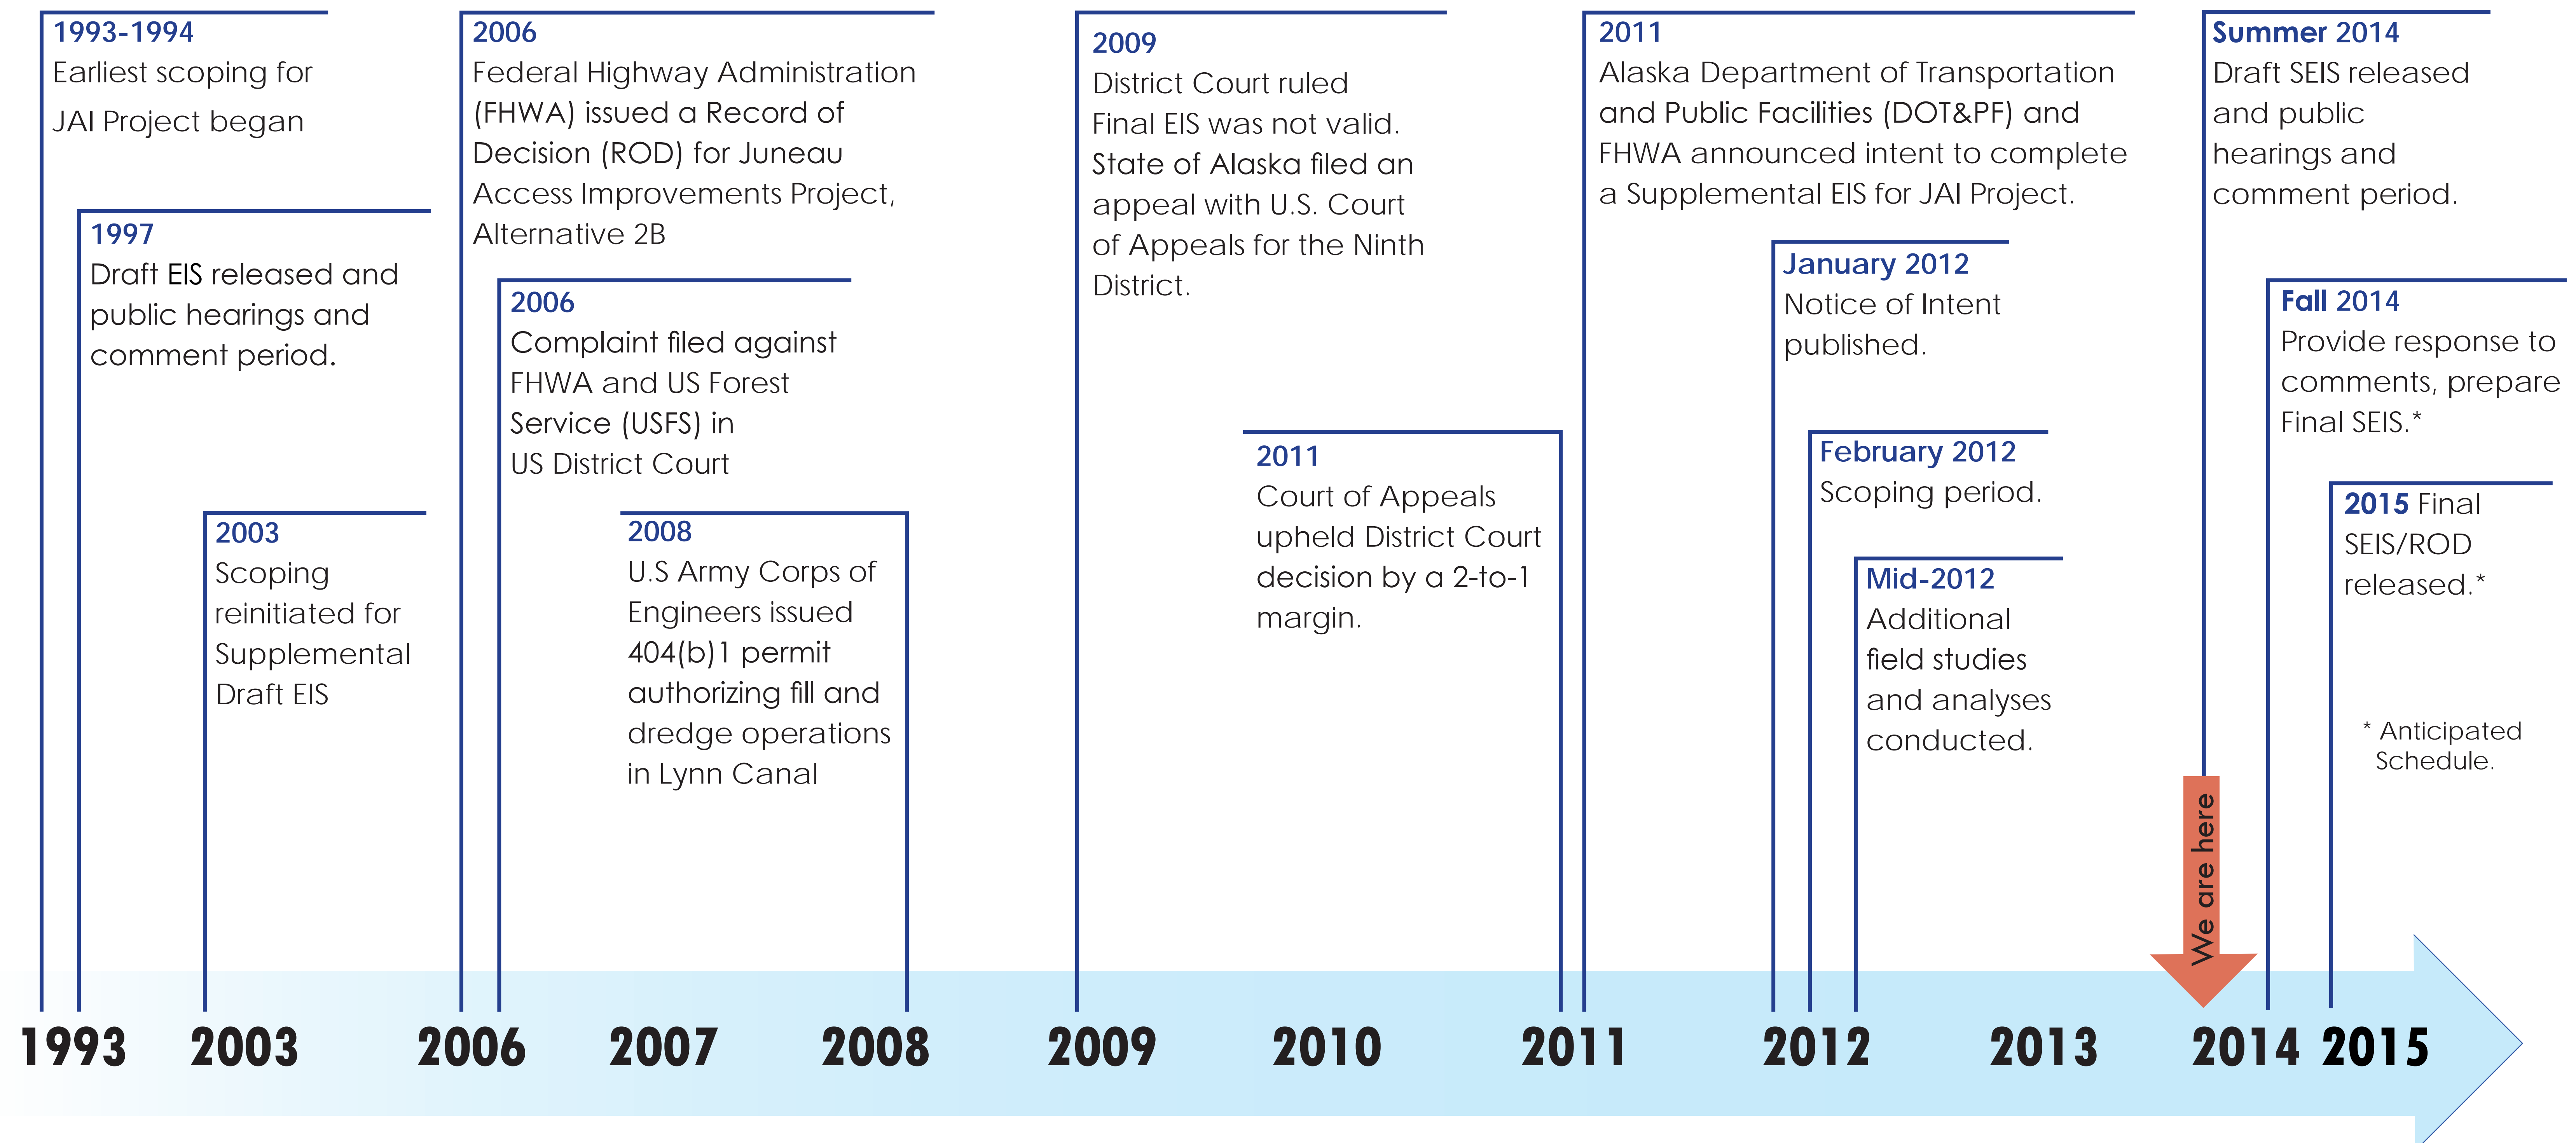 1993-1994
Earliest scoping for
JAI Project began
1997
Draft EIS released and
public hearings and
comment period.
2003
Scoping
reinitiated for
Supplemental
Draft EIS
2006
Federal Highway Administration
(FHWA) issued a Record of
Decision (ROD) for Juneau
Access Improvements Project,
Alternative 2B
2006
Complaint filed against
FHWA and US Forest
Service (USFS) in
US District Court
2008
U.S Army Corps of
Engineers issued
404(b)1 permit
authorizing fill and
dredge operations
in Lynn Canal
2009
District Court ruled
Final EIS was not valid.
State of Alaska filed an
appeal with U.S. Court
of Appeals for the Ninth
District.
2011
Court of Appeals
upheld District Court
decision by a 2-to-1
margin.
2011
Alaska Department of Transportation
and Public Facilities (DOT&PF) and
FHWA announced intent to complete
a Supplemental EIS for JAI Project.
January 2012
Notice of Intent
published.
February 2012
Scoping period.
Mid-2012
Additional
field studies
and analyses
conducted.
Summer 2014
Draft SEIS released
and public
hearings and
comment period.
Fall 2014
Provide response to
comments, prepare
Final SEIS.*
2015 Final
SEIS/ROD
released.*
* Anticipated
Schedule.
We are here
1993 2003 2006 2007 2008 2009 2010 2011 2012 2013 2014 2015